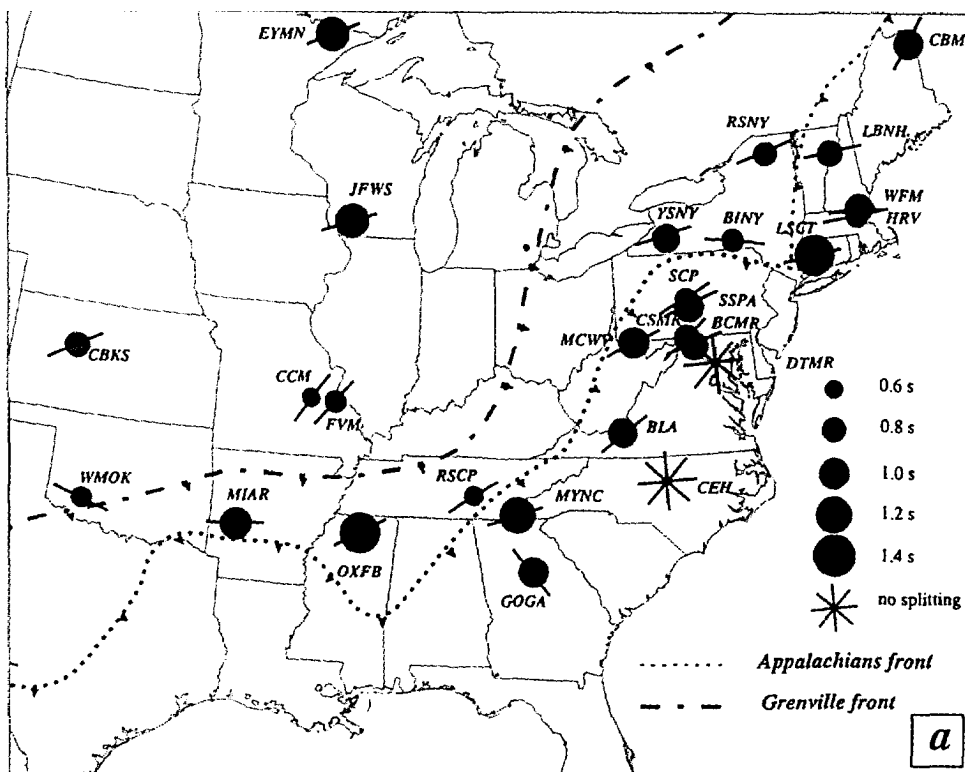 EYMN
CBM
RSNY
LBNH
JFWS
WFM
HRV
YSNY
BINY
LSCT
SCP
SSPA
CSMR
BCMR
MCWV
DTMR
CBKS
CCM
FVM
0.6 s
0.8 s
BLA
WMOK
MIAR
RSCP
MYNC
CEH
1.0 s
1.2 s
OXFB
GOGA
1.4 s
no splitting
Appalachians front
Grenville front
a